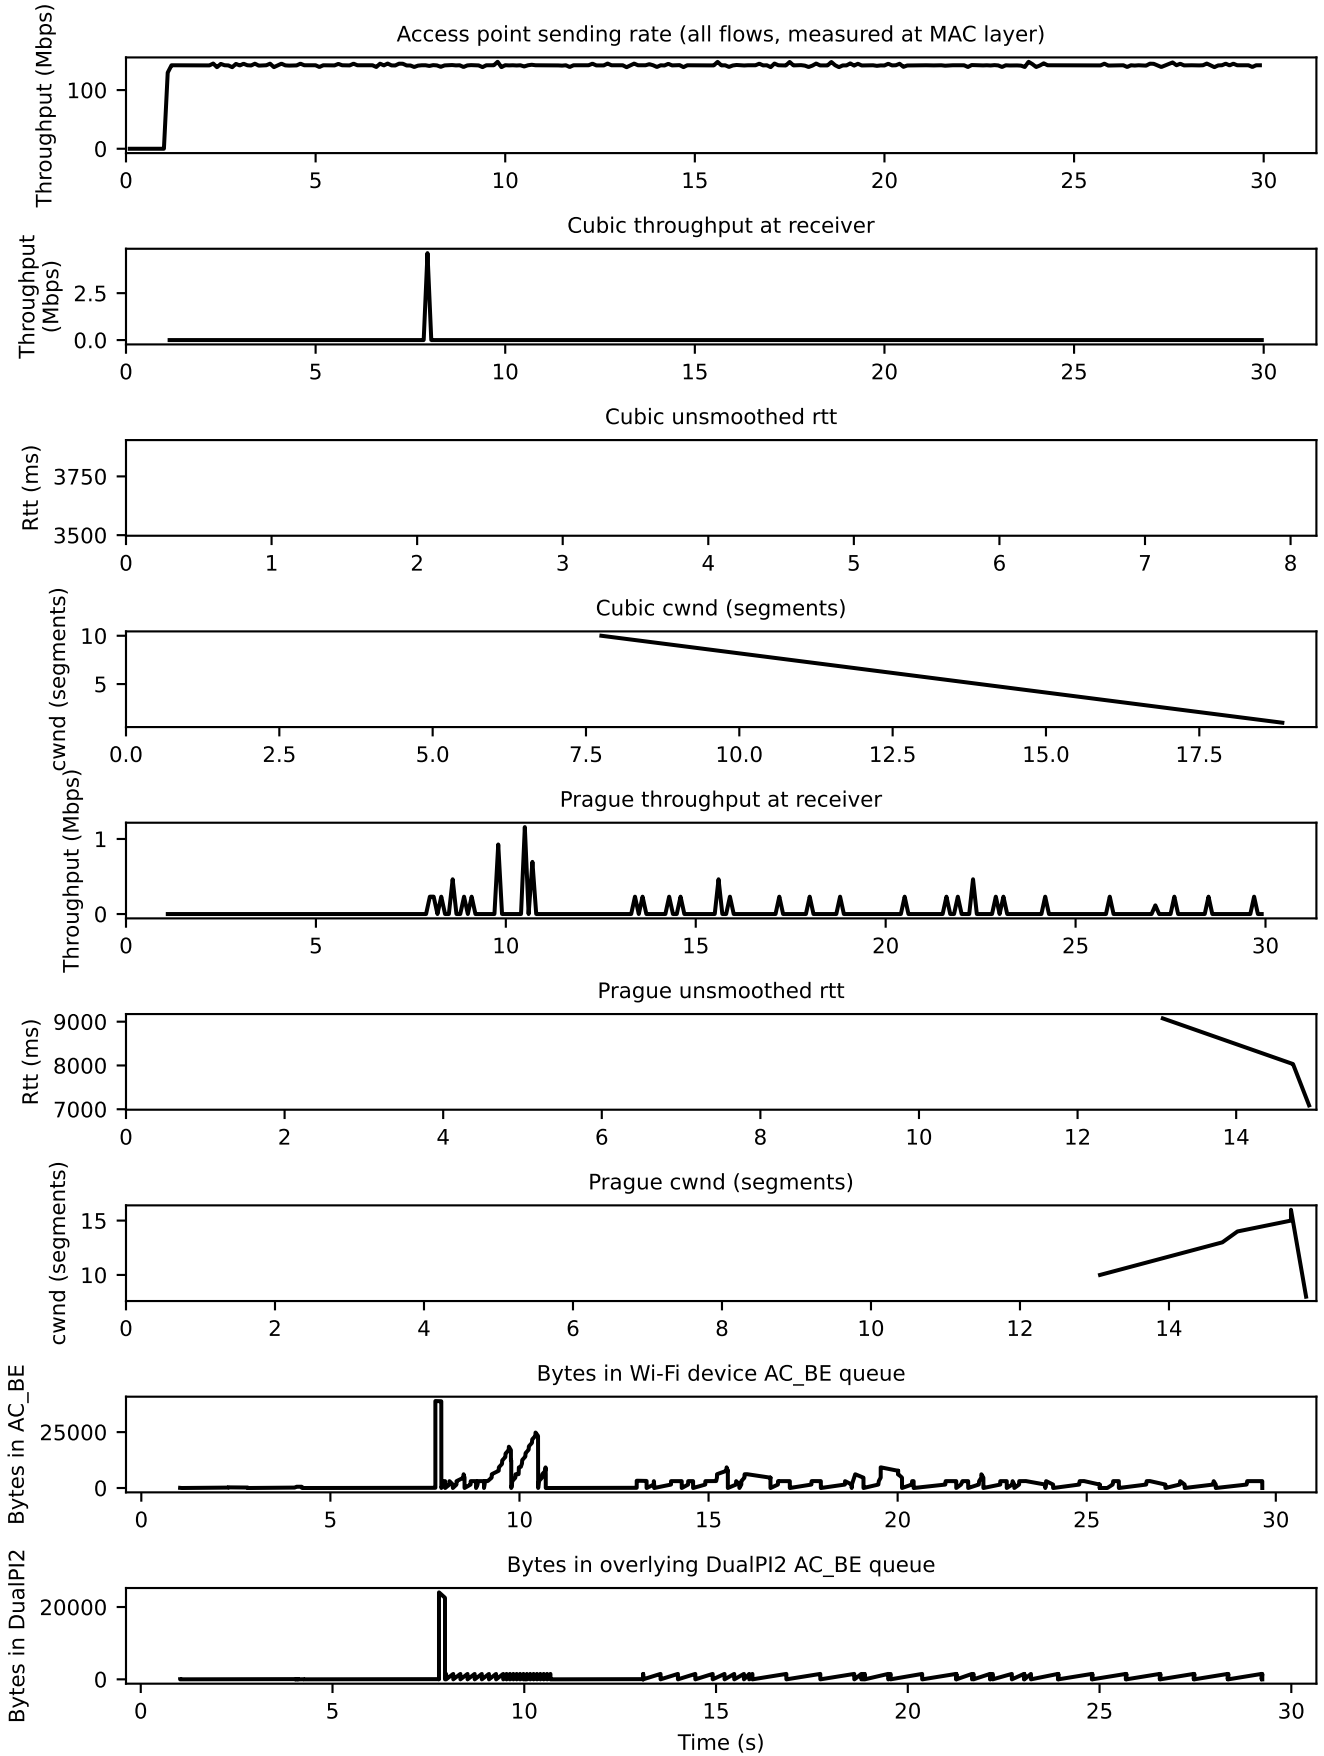 Access point sending rate (all flows, measured at MAC layer)
Throughput (Mbps)
100
0
0 5 10 15 20 25 30
Cubic throughput at receiver
Throughput
(Mbps)
2.5
0.0
0 5 10 15 20 25 30
Cubic unsmoothed rtt
Rtt (ms)
3750
3500
0 1 2 3 4 5 6 7 8
Cubic cwnd (segments)
cwnd (segments)
10
5
0.0 2.5 5.0 7.5 10.0 12.5 15.0 17.5
Prague throughput at receiver
Throughput (Mbps)
1
0
0 5 10 15 20 25 30
Prague unsmoothed rtt
Rtt (ms)
9000
8000
7000
0 2 4 6 8 10 12 14
Prague cwnd (segments)
cwnd (segments)
15
10
0 2 4 6 8 10 12 14
Bytes in Wi-Fi device AC_BE queue
Bytes in AC_BE
25000
0
0 5 10 15 20 25 30
Bytes in overlying DualPI2 AC_BE queue
Bytes in DualPI2
20000
0
0 5 10 15 20 25 30
Time (s)